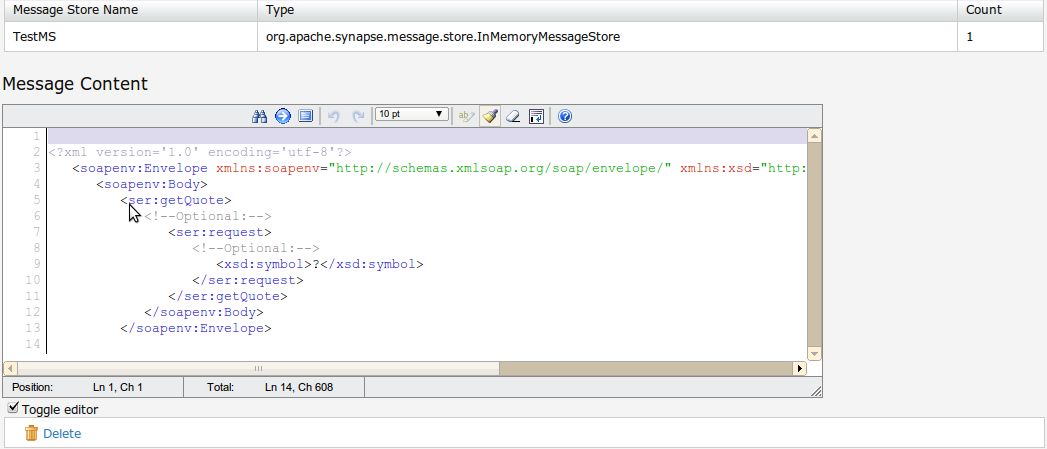 Message Store Name Type Count
TestMS org.apache.synapse.message.store.InMemoryMessageStore 1
Message Content
10 pt
1
2 <?xml version='1.0' encoding='utf-8'?>
3 <soapenv:Envelope xmlns:soapenv="http://schemas.xmlsoap.org/soap/envelope/" xmlns:xsd="http:
4 <soapenv:Body>
5 <ser:getQuote>
6 <!--Optional:-->
7 <ser:request>
8 <!--Optional:-->
9 <xsd:symbol>?</xsd:symbol>
10 </ser:request>
11 </ser:getQuote>
12 </soapenv:Body>
13 </soapenv:Envelope>
14
Position: Ln 1, Ch 1 Total: Ln 14, Ch 608
Toggle editor
Delete